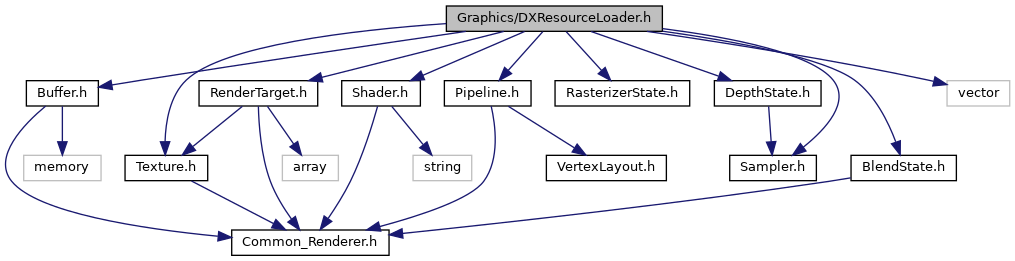 Graphics/DXResourceLoader.h
Buffer.h
RenderTarget.h
Shader.h
Pipeline.h
RasterizerState.h
DepthState.h
vector
memory
Texture.h
array
string
VertexLayout.h
Sampler.h
BlendState.h
Common_Renderer.h